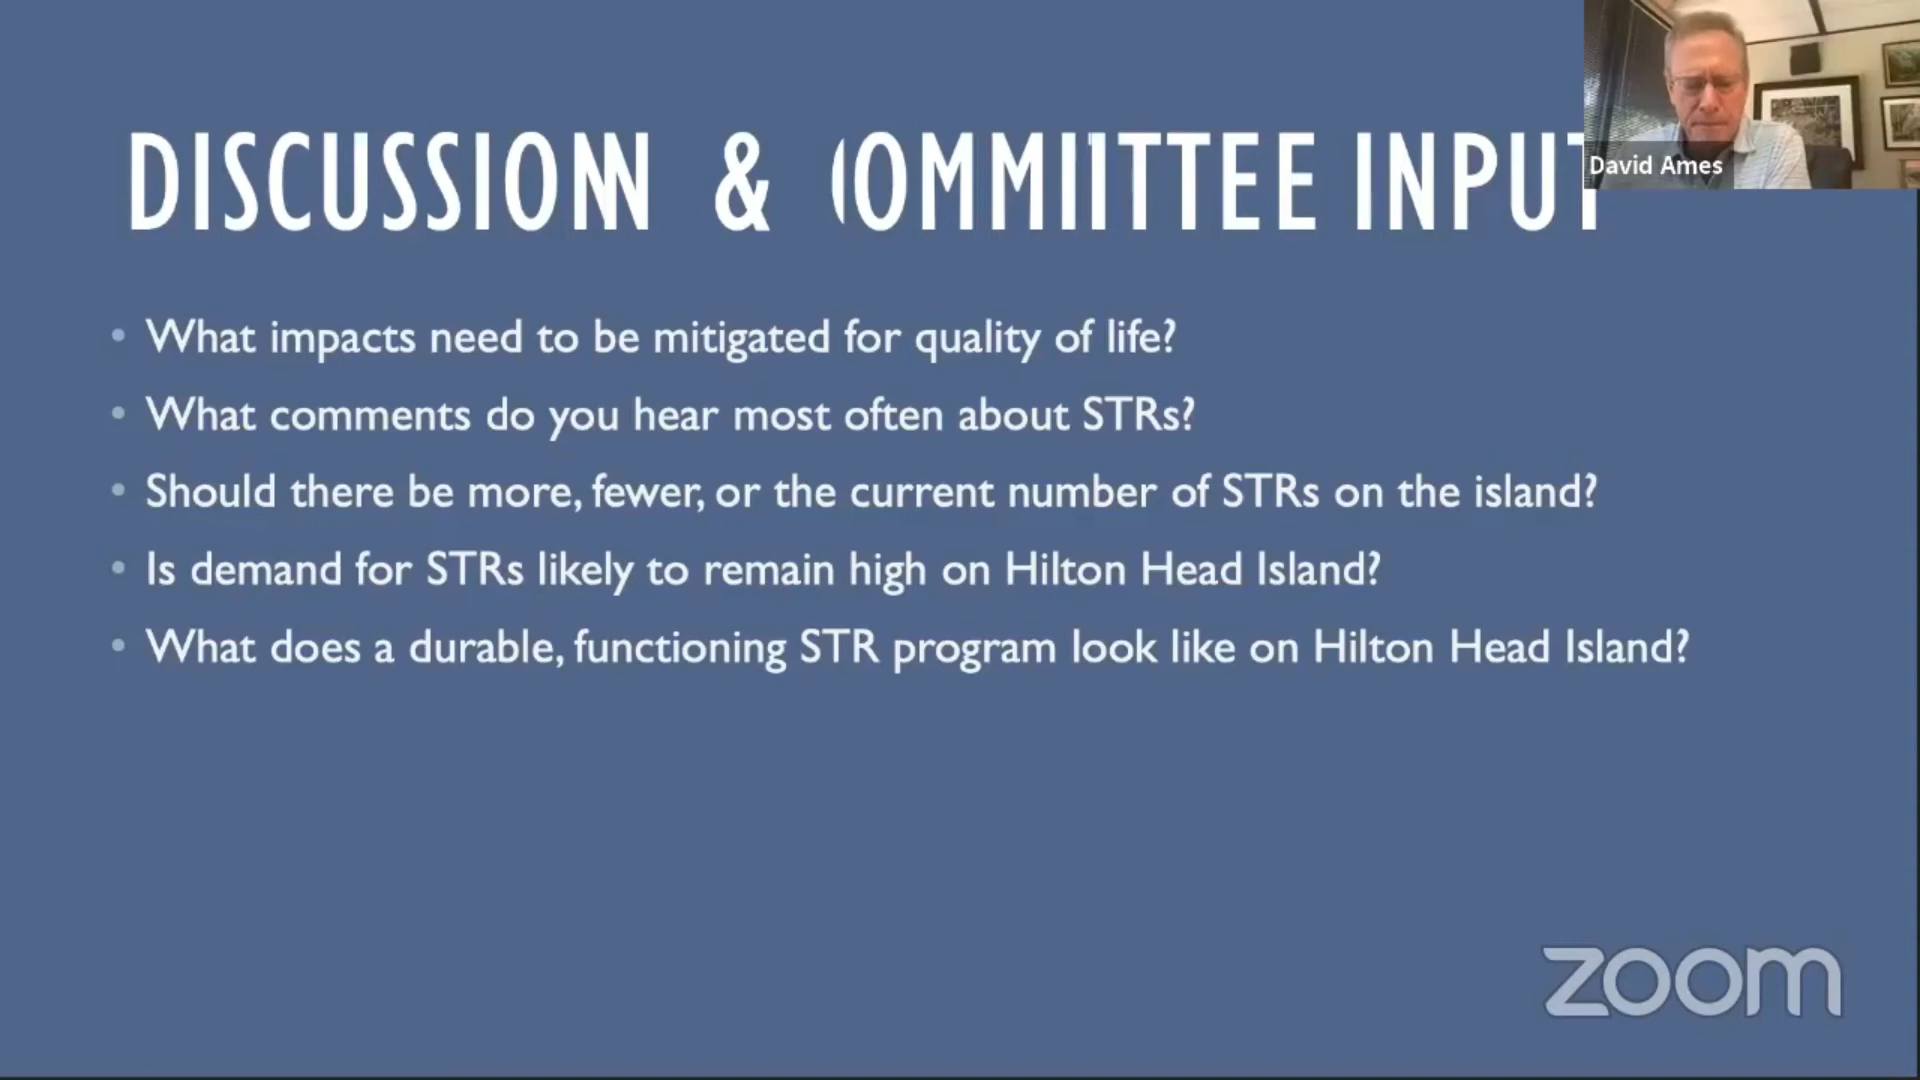 DISCUSSION & COMMITTEE INPUT
David Ames
• What impacts need to be mitigated for quality of life?
• What comments do you hear most often about STRs?
• Should there be more, fewer, or the current number of STRs on the island?
• Is demand for STRs likely to remain high on Hilton Head Island?
• What does a durable, functioning STR program look like on Hilton Head Island?
zoom